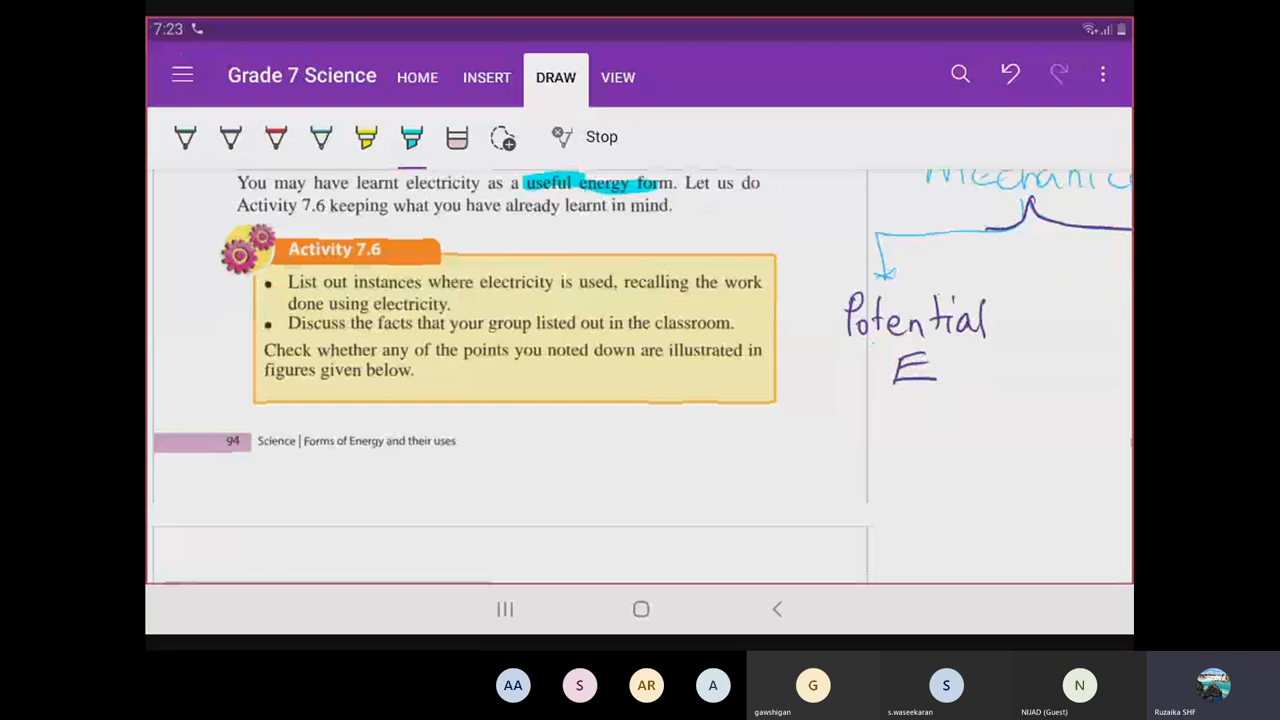 7:23
Grade 7 Science HOME INSERT DRAW VIEW
Stop
You may have learnt electricity as a useful energy form. Let us do
Activity 7.6 keeping what you have already learnt in mind.
Activity 7.6
• List out instances where electricity is used, recalling the work
done using electricity.
• Discuss the facts that your group listed out in the classroom.
Check whether any of the points you noted down are illustrated in
figures given below.
94 Science | Forms of Energy and their uses
Mechanic
Potential
E
AA S AR A G S N
gawshigan s.waseekaran NIJAD (Guest) Ruzaika SHF